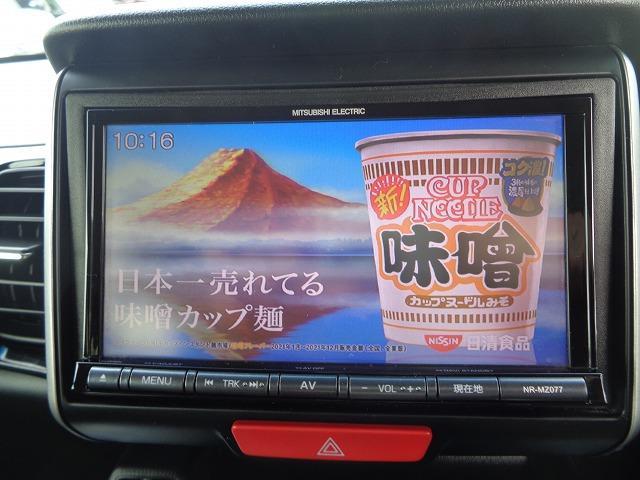 MITSUBISHI ELECTRIC
10:16
新!
コク濃!
CUP
NOODLE
味噌
カップヌードルみそ
NISSIN 日清食品
日本一売れてる
味噌カップ麺
MENU
TRK
AV
− VOL +
現在地
NR-MZ077